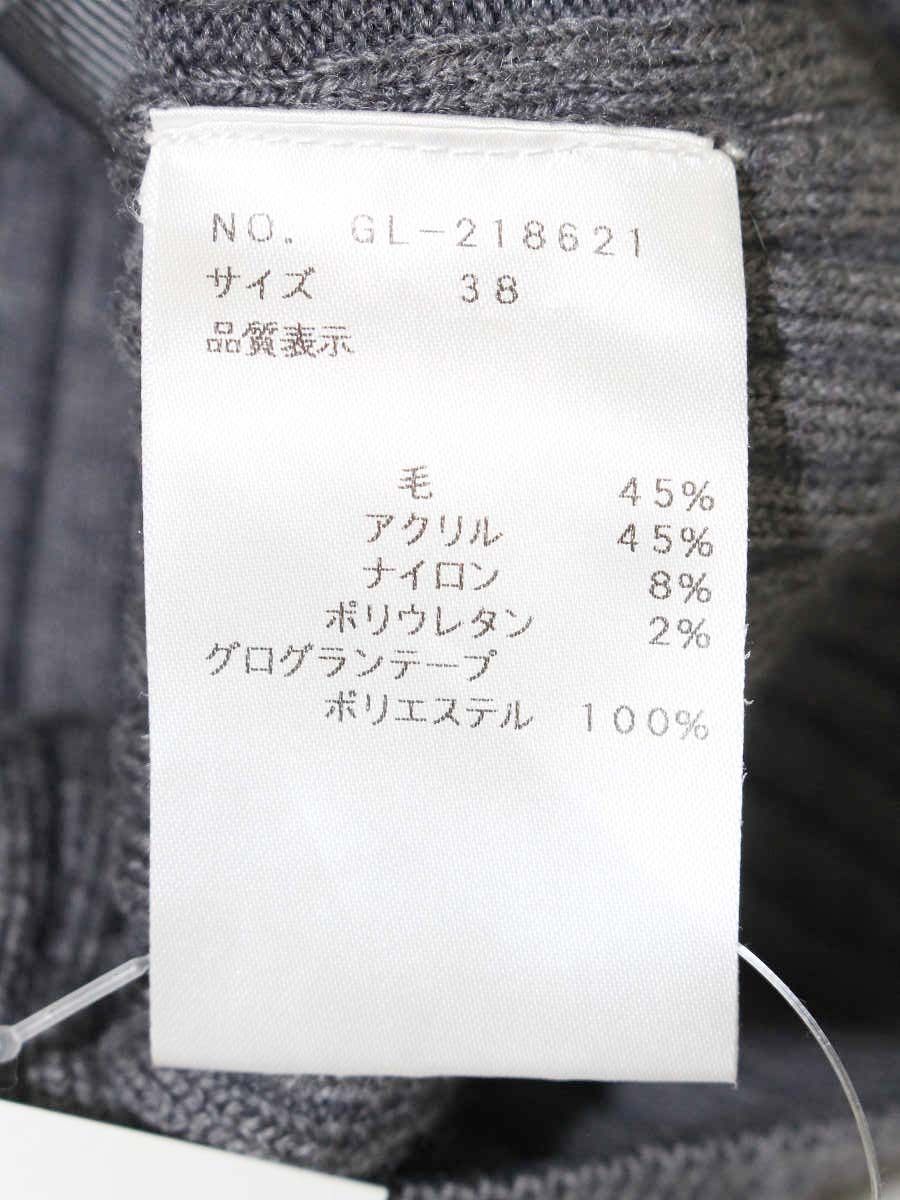 NO. GL-218621
サイズ 38
品質表示
毛 45%
アクリル 45%
ナイロン 8%
ポリウレタン 2%
グログランテープ
ポリエステル 100%